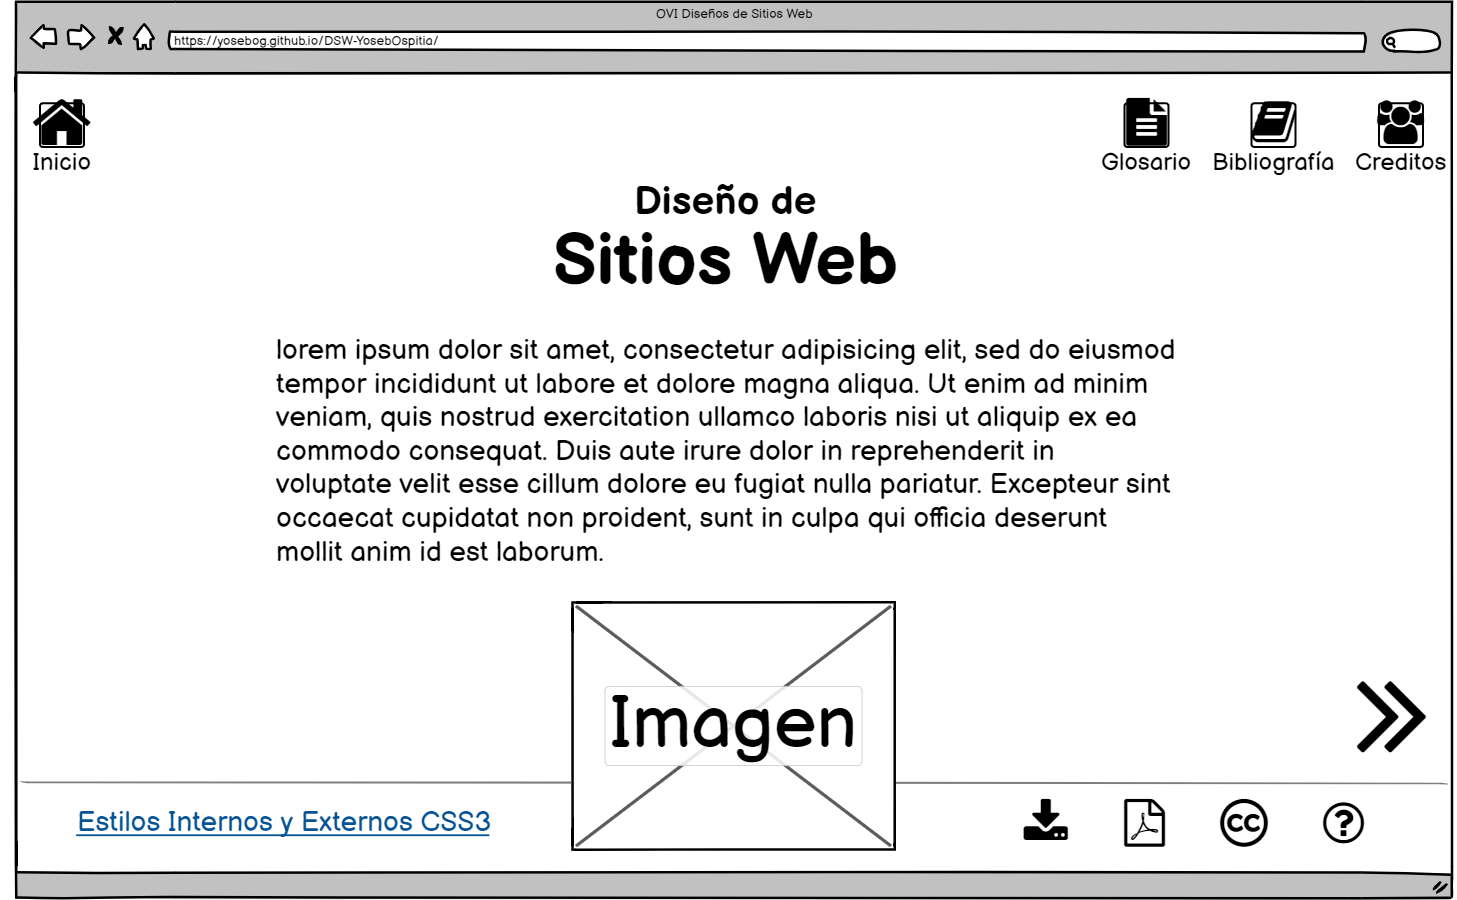 OVI Diseños de Sitios Web
https://yosebog.github.io/DSW-YosebOspitia/
Inicio
Glosario
Bibliografía
Creditos
Diseño de
Sitios Web
lorem ipsum dolor sit amet, consectetur adipisicing elit, sed do eiusmod
tempor incididunt ut labore et dolore magna aliqua. Ut enim ad minim
veniam, quis nostrud exercitation ullamco laboris nisi ut aliquip ex ea
commodo consequat. Duis aute irure dolor in reprehenderit in
voluptate velit esse cillum dolore eu fugiat nulla pariatur. Excepteur sint
occaecat cupidatat non proident, sunt in culpa qui officia deserunt
mollit anim id est laborum.
Imagen
Estilos Internos y Externos CSS3
cc
?